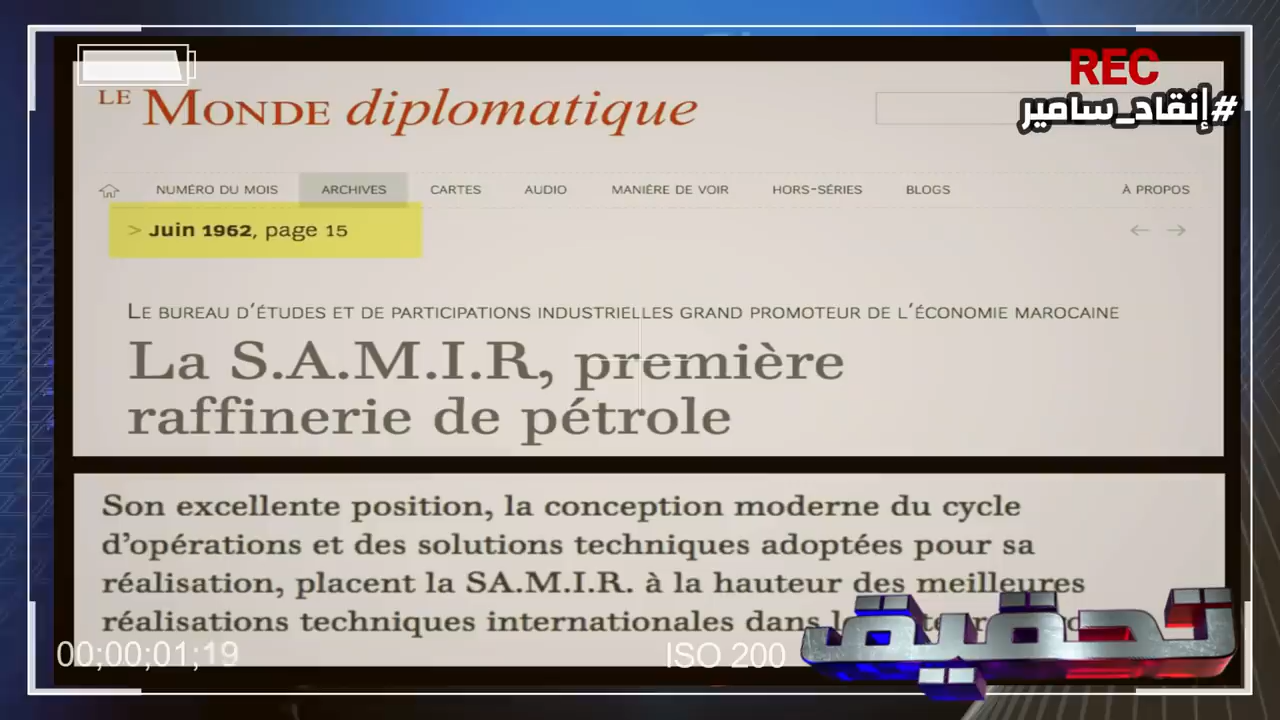 REC
#إنقاد_سامير
LE MONDE diplomatique
NUMÉRO DU MOIS ARCHIVES CARTES AUDIO MANIÈRE DE VOIR HORS-SÉRIES BLOGS À PROPOS
> Juin 1962, page 15
LE BUREAU D'ÉTUDES ET DE PARTICIPATIONS INDUSTRIELLES GRAND PROMOTEUR DE L'ÉCONOMIE MAROCAINE
La S.A.M.I.R, première
raffinerie de pétrole
Son excellente position, la conception moderne du cycle
d'opérations et des solutions techniques adoptées pour sa
réalisation, placent la SA.M.I.R. à la hauteur des meilleures
réalisations techniques internationales dans
00;00;01;19
ISO 200
تحقيق